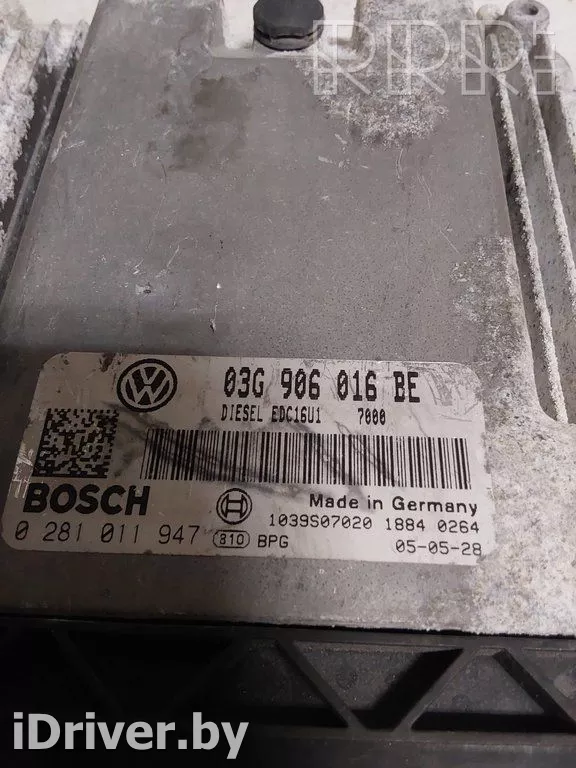 RRR
03G 906 016 BE
DIESEL EDC16U1 7000
BOSCH
Made in Germany
0 281 011 947
810 BPG
1039S07020 1884 0264
05-05-28
iDriver.by